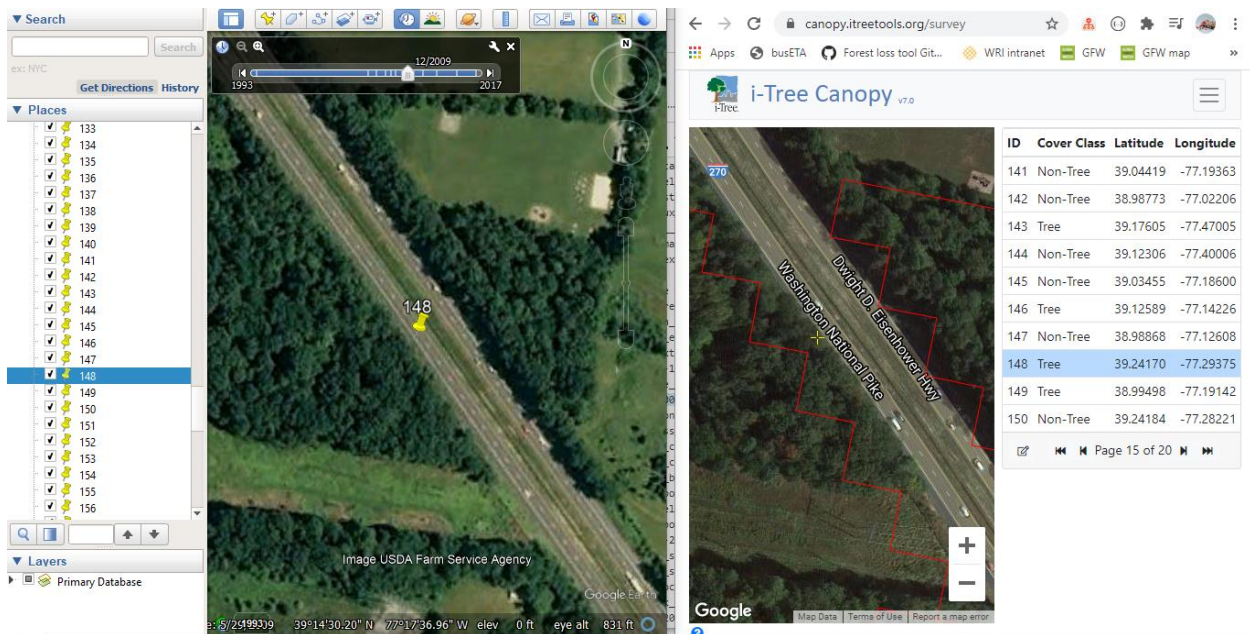 Search
Search
ex: NYC
Get Directions History
Places
133
134
135
136
137
138
139
140
141
142
143
144
145
146
147
148
149
150
151
152
153
154
155
156
Layers
Primary Database
12/2009
1993
2017
N
148
Image USDA Farm Service Agency
Google Earth
1993
39°14'30.20" N 77°17'36.96" W elev 0 ft eye alt 831 ft
canopy.itreetools.org/survey
Apps busETA Forest loss tool Git... WRI intranet GFW GFW map »
i-Tree
i-Tree Canopy v7.0
270
Dwight D. Eisenhower Hwy
Washington National Pike
Google
Map Data Terms of Use Report a map error
ID Cover Class Latitude Longitude
141 Non-Tree 39.04419 -77.19363
142 Non-Tree 38.98773 -77.02206
143 Tree 39.17605 -77.47005
144 Non-Tree 39.12306 -77.40006
145 Non-Tree 39.03455 -77.18600
146 Tree 39.12589 -77.14226
147 Non-Tree 38.98868 -77.12608
148 Tree 39.24170 -77.29375
149 Tree 38.99498 -77.19142
150 Non-Tree 39.24184 -77.28221
Page 15 of 20